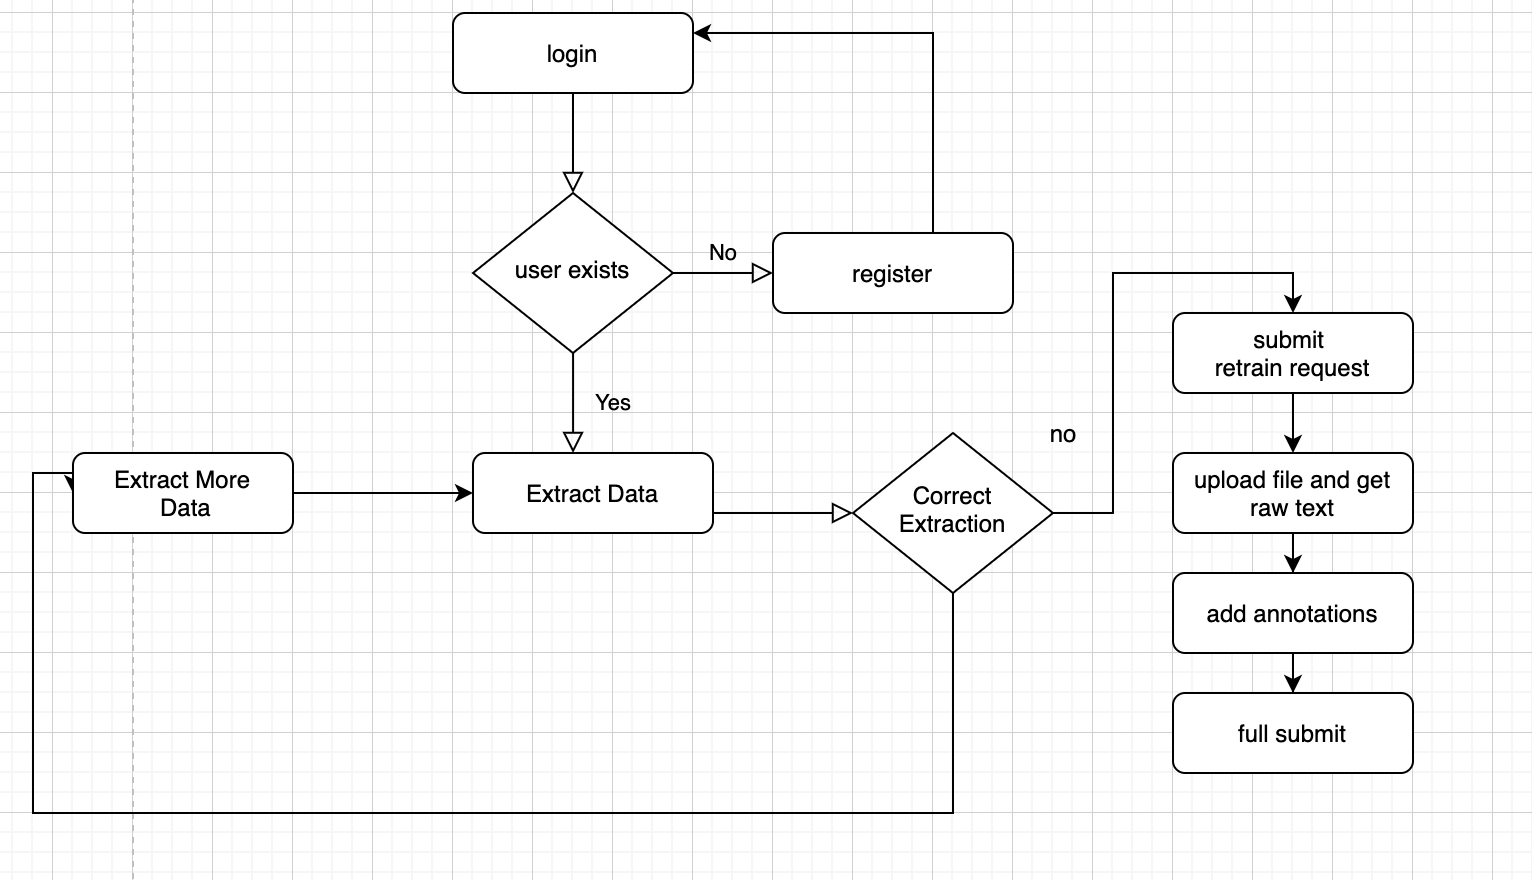 login
user exists
No
register
Yes
submit
retrain request
no
Extract More
Data
Extract Data
Correct
Extraction
upload file and get
raw text
add annotations
full submit